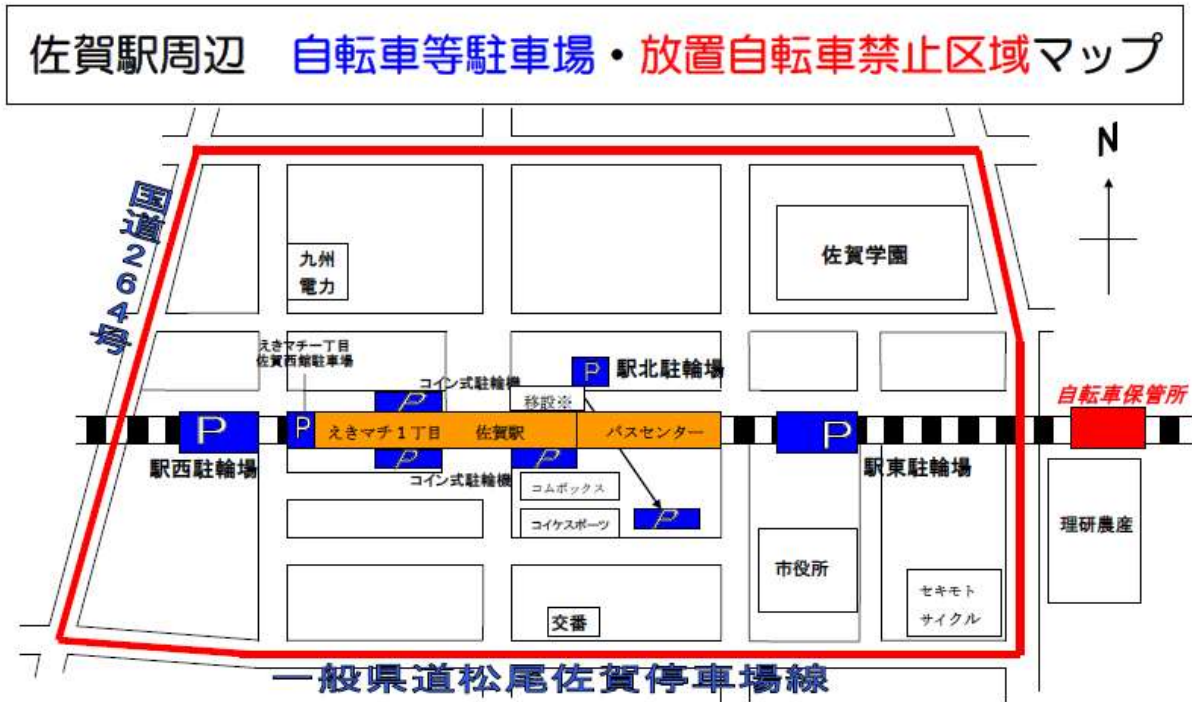 佐賀駅周辺 自転車等駐車場・放置自転車禁止区域マップ
N
国道264号
九州
電力
佐賀学園
えきマチ一丁目
佐賀西館駐車場
コイン式駐輪機
P
P
駅北駐輪場
移設※
自転車保管所
P
P
えきマチ1丁目
佐賀駅
バスセンター
P
駅西駐輪場
P
P
駅東駐輪場
コイン式駐輪機
コムボックス
コイケスポーツ
P
理研農産
市役所
セキモト
サイクル
交番
一般県道松尾佐賀停車場線